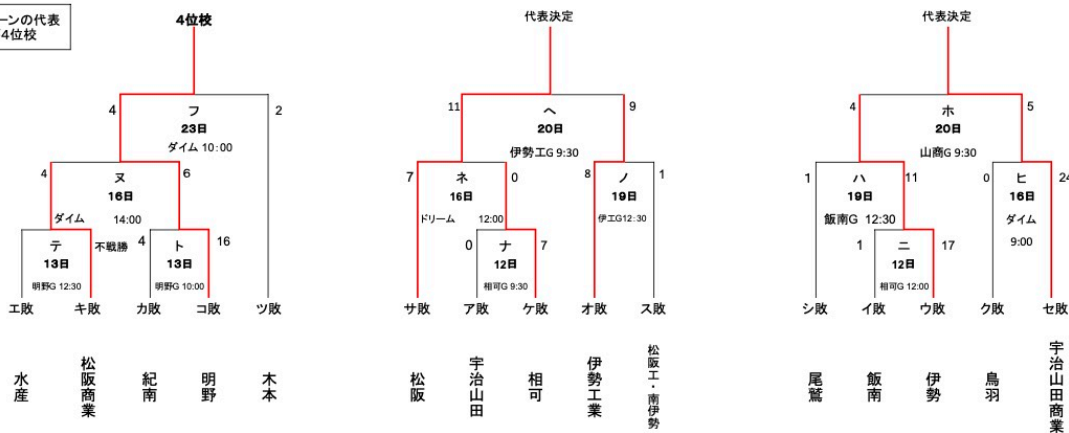 ーンの代表
4位校
4位校
4
フ
2
23日
ダイム 10:00
4
ヌ
6
16日
ダイム 14:00
テ
不戦勝
4
ト
16
13日
13日
明野G 12:30
明野G 10:00
エ敗
キ敗
カ敗
コ敗
ツ敗
水産
松阪商業
紀南
明野
木本
代表決定
11
ヘ
9
20日
伊勢工G 9:30
7
ネ
0
8
ノ
1
16日
19日
ドリーム 12:00
伊工G12:30
0
ナ
7
12日
相可G 9:30
サ敗
ア敗
ケ敗
オ敗
ス敗
松阪
宇治山田
相可
伊勢工業
松阪工・南伊勢
代表決定
4
ホ
5
20日
山商G 9:30
1
ハ
11
0
ヒ
24
19日
16日
飯南G 12:30
ダイム
9:00
1
ニ
17
12日
相可G 12:00
シ敗
イ敗
ウ敗
ク敗
セ敗
尾鷲
飯南
伊勢
鳥羽
宇治山田商業